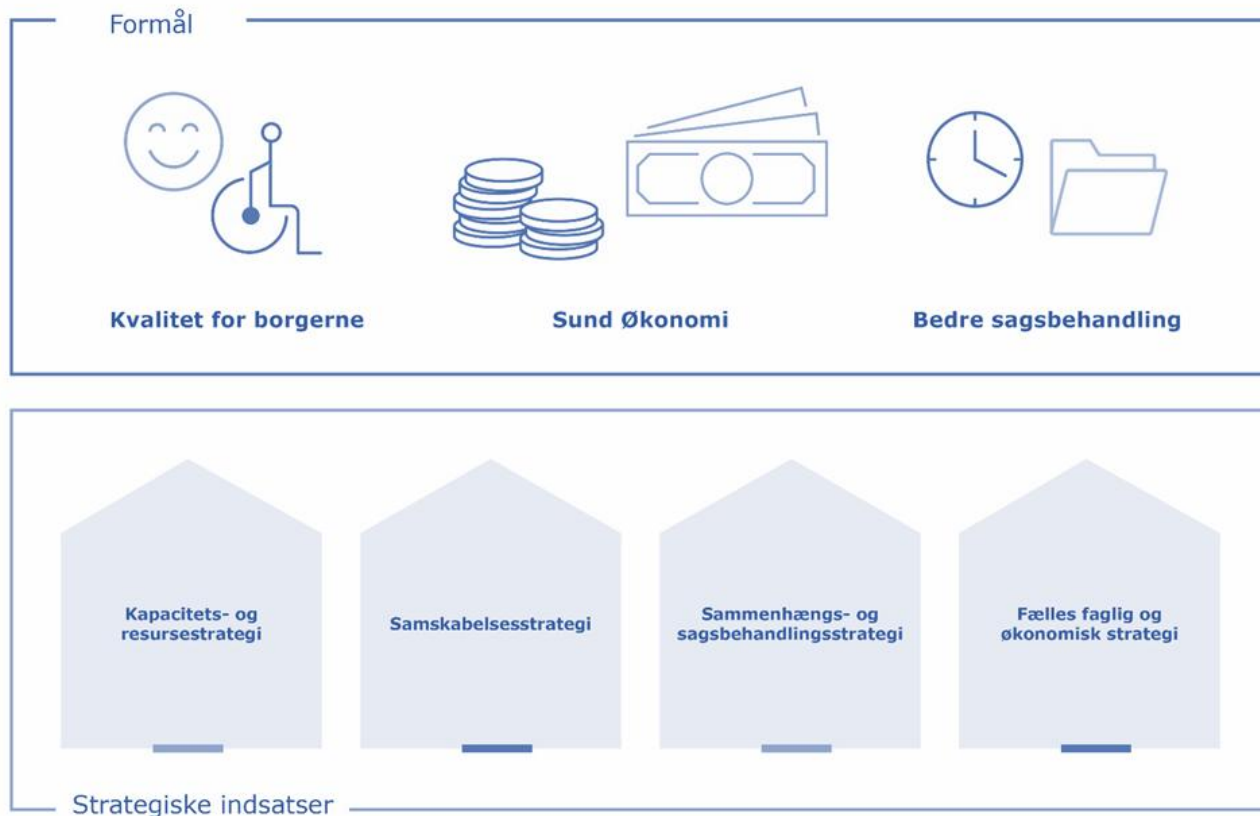 Formål
Kvalitet for borgerne
Sund Økonomi
Bedre sagsbehandling
Kapacitets- og
resursestrategi
Samskabelsesstrategi
Sammenhængs- og
sagsbehandlingsstrategi
Fælles faglig og
økonomisk strategi
Strategiske indsatser